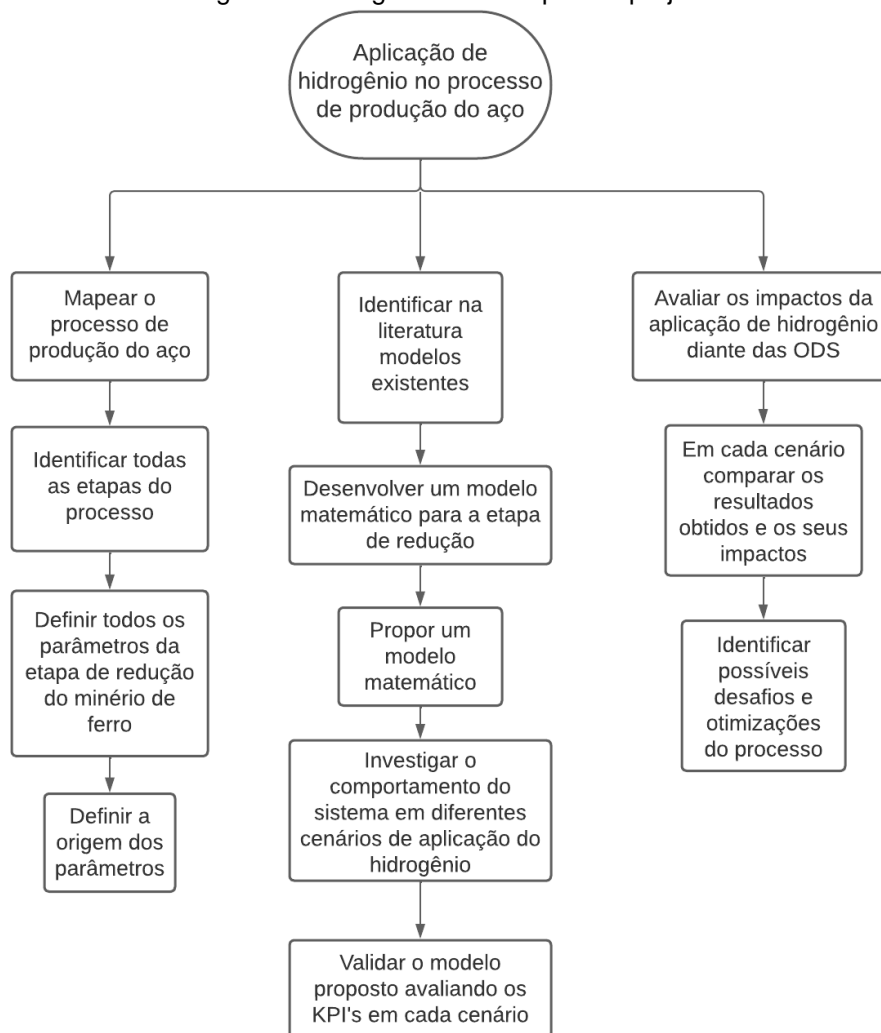 Aplicação de
hidrogênio no processo
de produção do aço
Mapear o
processo de
produção do aço
Identificar todas
as etapas do
processo
Definir todos os
parâmetros da
etapa de redução
do minério de
ferro
Definir a
origem dos
parâmetros
Identificar na
literatura
modelos
existentes
Desenvolver um modelo
matemático para a etapa
de redução
Propor um
modelo
matemático
Investigar o
comportamento do
sistema em diferentes
cenários de aplicação do
hidrogênio
Validar o modelo
proposto avaliando os
KPI's em cada cenário
Avaliar os impactos da
aplicação de hidrogênio
diante das ODS
Em cada cenário
comparar os
resultados
obtidos e os seus
impactos
Identificar
possíveis
desafios e
otimizações
do processo